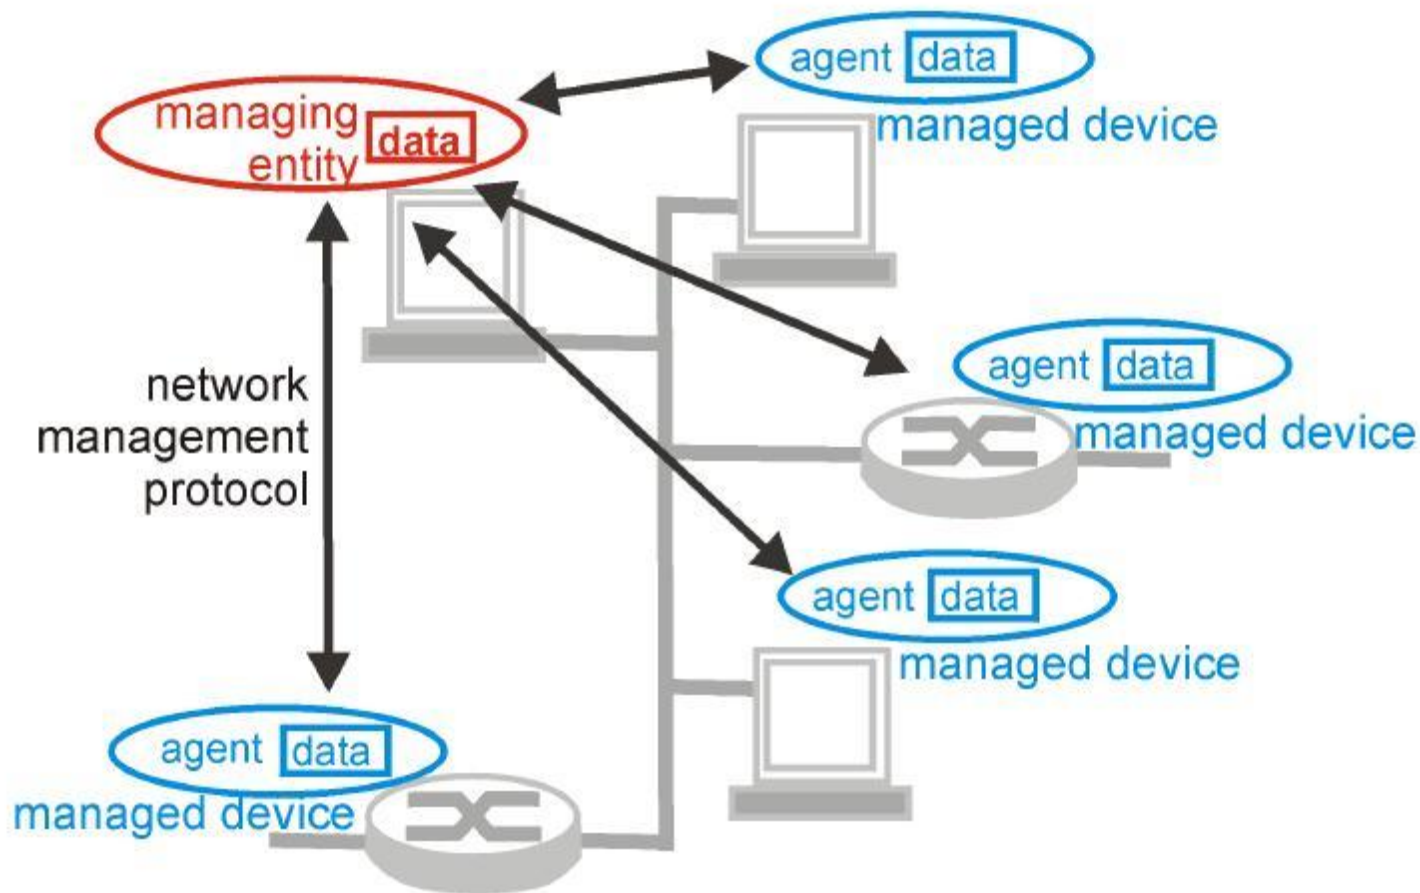 agent data
managed device
managing
entity data
agent data
managed device
network
management
protocol
agent data
managed device
agent data
managed device